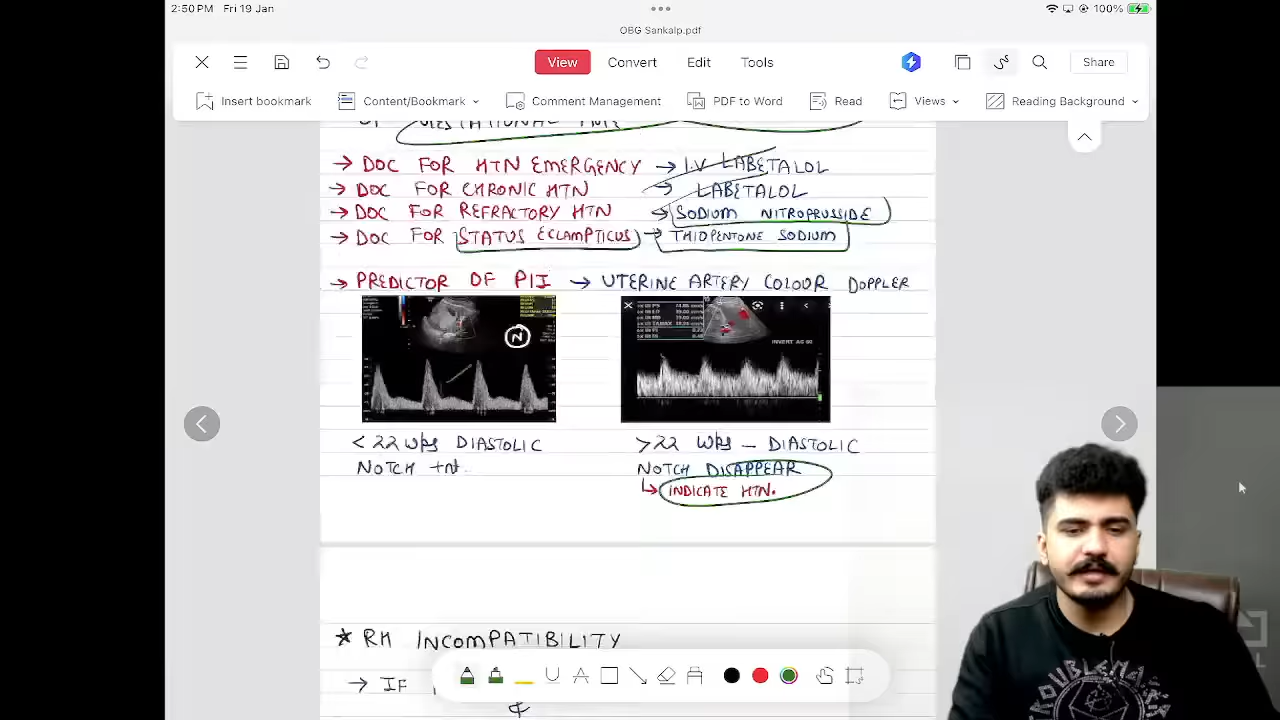 2:50 PM Fri 19 Jan
100%
OBG Sankalp.pdf
View Convert Edit Tools
Share
Insert bookmark Content/Bookmark Comment Management PDF to Word Read Views Reading Background
→ DOC FOR HTN EMERGENCY → I.V LABETALOL
→ DOC FOR CHRONIC HTN → LABETALOL
→ DOC FOR REFRACTORY HTN → SODIUM NITROPRUSSIDE
→ DOC FOR STATUS ECLAMPTICUS → THIOPENTONE SODIUM
→ PREDICTOR OF PIH → UTERINE ARTERY COLOUR DOPPLER
N
INVERT AC 60
< 22 Wks DIASTOLIC
NOTCH +nt.
> 22 WKs – DIASTOLIC
NOTCH DISAPPEAR
↳ INDICATE HTN.
* RH INCOMPATIBILITY
→ IF
&